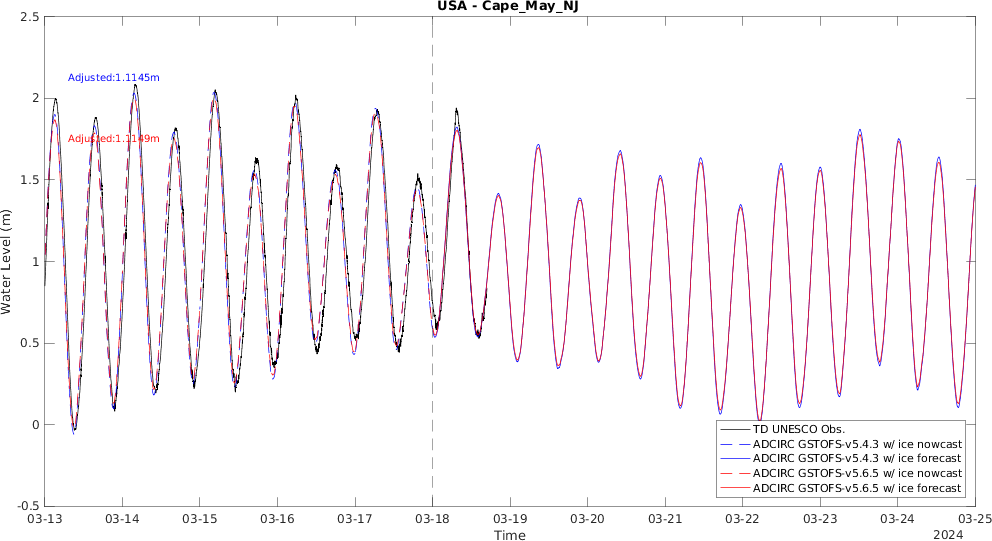 USA - Cape_May_NJ
2.5
2
1.5
1
0.5
0
-0.5
Water Level (m)
Adjusted:1.1145m
Adjusted:1.1149m
TD UNESCO Obs.
ADCIRC GSTOFS-v5.4.3 w/ ice nowcast
ADCIRC GSTOFS-v5.4.3 w/ ice forecast
ADCIRC GSTOFS-v5.6.5 w/ ice nowcast
ADCIRC GSTOFS-v5.6.5 w/ ice forecast
03-13 03-14 03-15 03-16 03-17 03-18 03-19 03-20 03-21 03-22 03-23 03-24 03-25
Time
2024